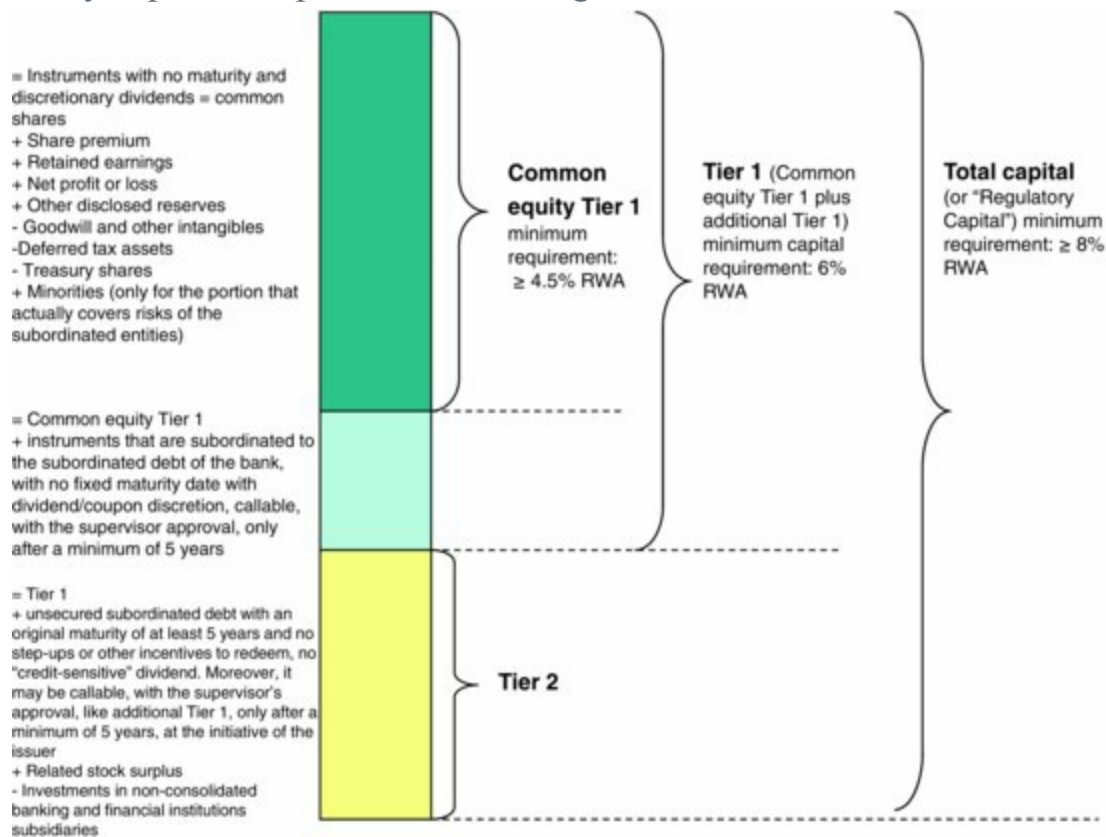 = Instruments with no maturity and
discretionary dividends = common
shares
+ Share premium
+ Retained earnings
+ Net profit or loss
+ Other disclosed reserves
- Goodwill and other intangibles
-Deferred tax assets
- Treasury shares
+ Minorities (only for the portion that
actually covers risks of the
subordinated entities)
Common
equity Tier 1
minimum
requirement:
≥ 4.5% RWA
Tier 1 (Common
equity Tier 1 plus
additional Tier 1)
minimum capital
requirement: 6%
RWA
Total capital
(or “Regulatory
Capital”) minimum
requirement: ≥ 8%
RWA
= Common equity Tier 1
+ instruments that are subordinated to
the subordinated debt of the bank,
with no fixed maturity date with
dividend/coupon discretion, callable,
with the supervisor approval, only
after a minimum of 5 years
= Tier 1
+ unsecured subordinated debt with an
original maturity of at least 5 years and no
step-ups or other incentives to redeem, no
“credit-sensitive” dividend. Moreover, it
may be callable, with the supervisor’s
approval, like additional Tier 1, only after a
minimum of 5 years, at the initiative of the
issuer
+ Related stock surplus
- Investments in non-consolidated
banking and financial institutions
subsidiaries
Tier 2